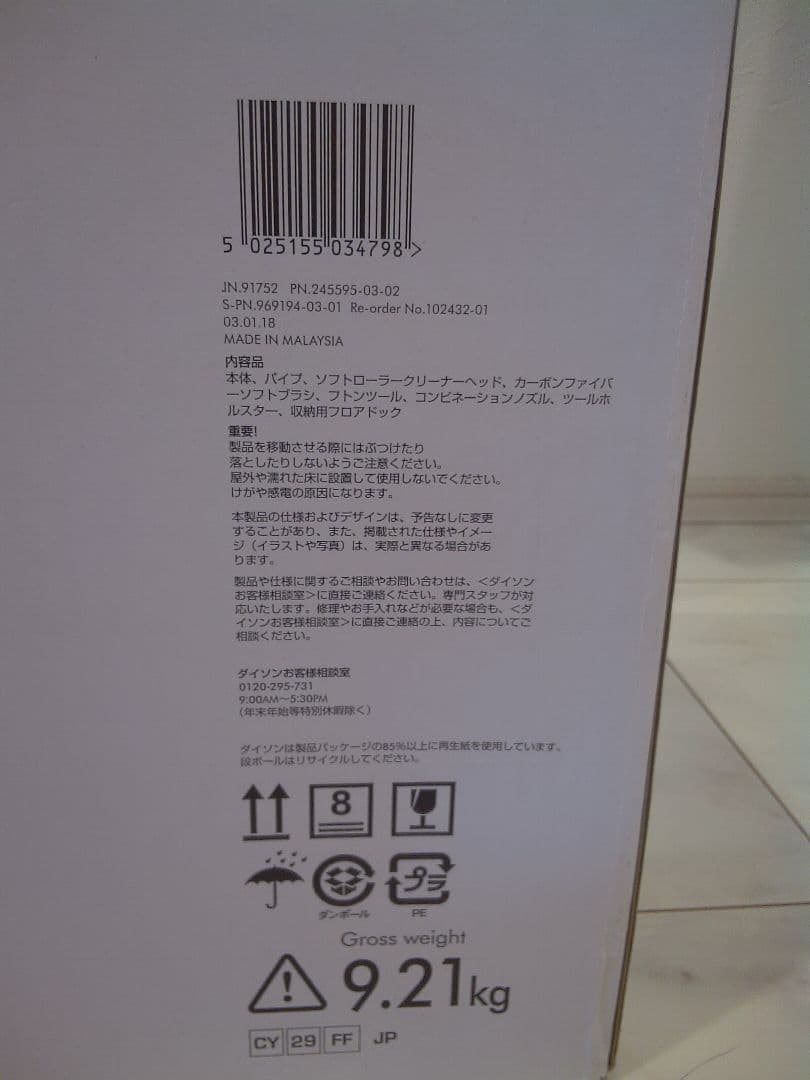 5 025155 034798 >
JN.91752 PN.245595-03-02
S-PN.969194-03-01 Re-order No.102432-01
03.01.18
MADE IN MALAYSIA
内容品
本体、パイプ、ソフトローラークリーナーヘッド、カーボンファイバ
ーソフトブラシ、フトンツール、コンビネーションノズル、ツールホ
ルスター、収納用フロアドック
重要!
製品を移動させる際にはぶつけたり
落としたりしないようご注意ください。
屋外や濡れた床に設置して使用しないでください。
けがや感電の原因になります。
本製品の仕様およびデザインは、予告なしに変更
することがあり、また、掲載された仕様やイメー
ジ（イラストや写真）は、実際と異なる場合があ
ります。
製品や仕様に関するご相談やお問い合わせは、＜ダイソン
お客様相談室＞に直接ご連絡ください。専門スタッフが対
応いたします。修理やお手入れなどが必要な場合も、＜ダ
イソンお客様相談室＞に直接ご連絡の上、内容についてご
相談ください。
ダイソンお客様相談室
0120-295-731
9:00AM〜5:30PM
（年末年始等特別休暇除く）
ダイソンは製品パッケージの85%以上に再生紙を使用しています。
段ボールはリサイクルしてください。
8
プラ
ダンボール PE
Gross weight
9.21kg
CY 29 FF JP